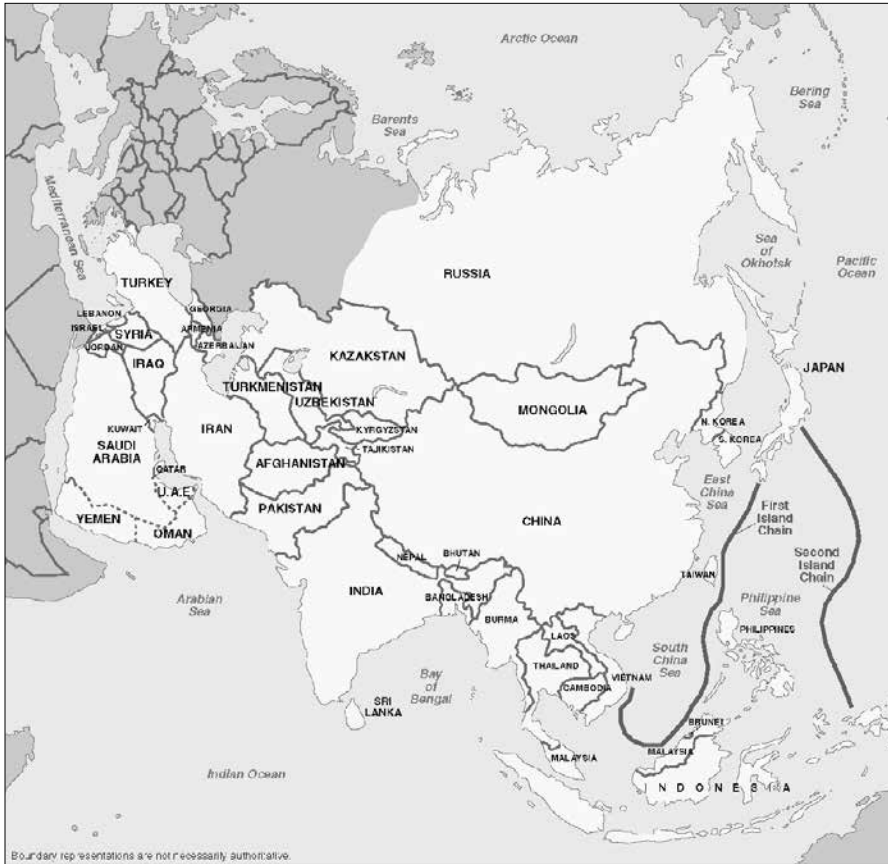 Arctic Ocean
Bering
Sea
Barents
Sea
Mediterranean Sea
Sea
of
Okhotsk
Pacific
Ocean
RUSSIA
TURKEY
GEORGIA
LEBANON
ARMENIA
ISRAEL
SYRIA
AZERBAIJAN
JORDAN
KAZAKSTAN
IRAQ
JAPAN
TURKMENISTAN
UZBEKISTAN
MONGOLIA
KUWAIT
IRAN
KYRGYZSTAN
N. KOREA
S. KOREA
SAUDI
ARABIA
TAJIKISTAN
QATAR
AFGHANISTAN
U.A.E.
East
China
Sea
PAKISTAN
First
Island
Chain
YEMEN
CHINA
OMAN
NEPAL
BHUTAN
Second
Island
Chain
TAIWAN
INDIA
BANGLADESH
Arabian
Sea
Philippine
Sea
BURMA
PHILIPPINES
LAOS
South
China
Sea
THAILAND
Bay
of
Bengal
VIETNAM
CAMBODIA
SRI
LANKA
BRUNEI
MALAYSIA
MALAYSIA
Indian Ocean
INDONESIA
Boundary representations are not necessarily authoritative.